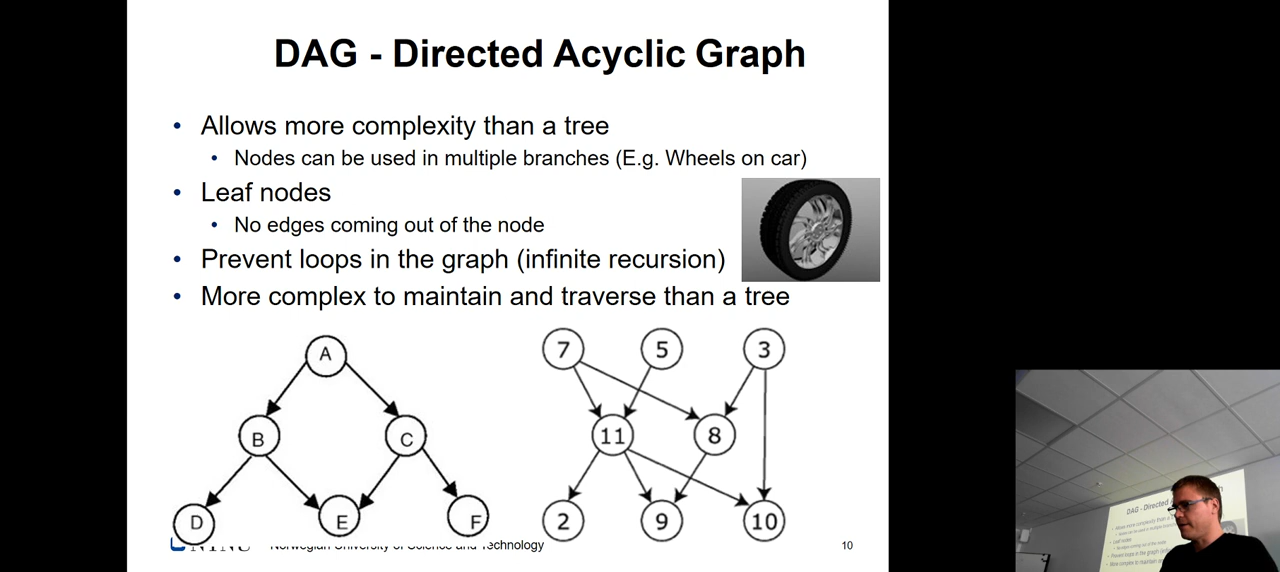 DAG - Directed Acyclic Graph
• Allows more complexity than a tree
• Nodes can be used in multiple branches (E.g. Wheels on car)
• Leaf nodes
• No edges coming out of the node
• Prevent loops in the graph (infinite recursion)
• More complex to maintain and traverse than a tree
A
B C
D E F
7 5 3
11 8
2 9 10
NTNU Norwegian University of Science and Technology
10
DAG - Directed